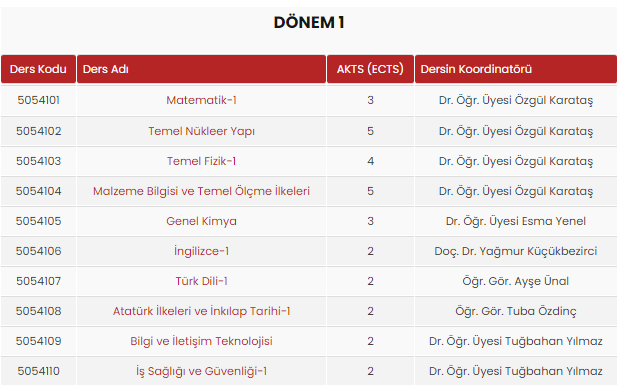 DÖNEM 1
Ders Kodu Ders Adı AKTS (ECTS) Dersin Koordinatörü
5054101 Matematik-1 3 Dr. Öğr. Üyesi Özgül Karataş
5054102 Temel Nükleer Yapı 5 Dr. Öğr. Üyesi Özgül Karataş
5054103 Temel Fizik-1 4 Dr. Öğr. Üyesi Özgül Karataş
5054104 Malzeme Bilgisi ve Temel Ölçme İlkeleri 5 Dr. Öğr. Üyesi Özgül Karataş
5054105 Genel Kimya 3 Dr. Öğr. Üyesi Esma Yenel
5054106 İngilizce-1 2 Doç. Dr. Yağmur Küçükbezirci
5054107 Türk Dili-1 2 Öğr. Gör. Ayşe Ünal
5054108 Atatürk İlkeleri ve İnkılap Tarihi-1 2 Öğr. Gör. Tuba Özdinç
5054109 Bilgi ve İletişim Teknolojisi 2 Dr. Öğr. Üyesi Tuğbahan Yılmaz
5054110 İş Sağlığı ve Güvenliği-1 2 Dr. Öğr. Üyesi Tuğbahan Yılmaz